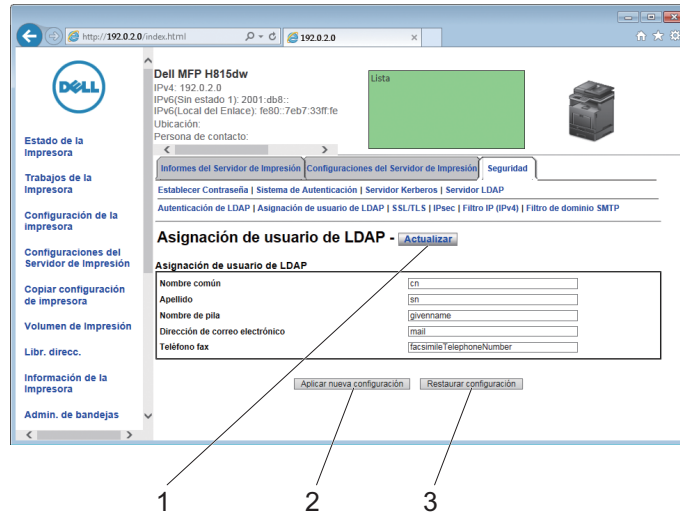 http://192.0.2.0/index.html
192.0.2.0
DELL
Dell MFP H815dw
IPv4: 192.0.2.0
IPv6(Sin estado 1): 2001:db8::
IPv6(Local del Enlace): fe80::7eb7:33ff:fe
Ubicación:
Persona de contacto:
Lista
Estado de la
Impresora
Trabajos de la
Impresora
Configuración de la
impresora
Configuraciones del
Servidor de Impresión
Copiar configuración
de impresora
Volumen de Impresión
Libr. direcc.
Información de la
Impresora
Admin. de bandejas
Informes del Servidor de Impresión
Configuraciones del Servidor de Impresión
Seguridad
Establecer Contraseña | Sistema de Autenticación | Servidor Kerberos | Servidor LDAP
Autenticación de LDAP | Asignación de usuario de LDAP | SSL/TLS | IPsec | Filtro IP (IPv4) | Filtro de dominio SMTP
Asignación de usuario de LDAP - Actualizar
Asignación de usuario de LDAP
Nombre común cn
Apellido sn
Nombre de pila givenname
Dirección de correo electrónico mail
Teléfono fax facsimileTelephoneNumber
Aplicar nueva configuración Restaurar configuración
1 2 3